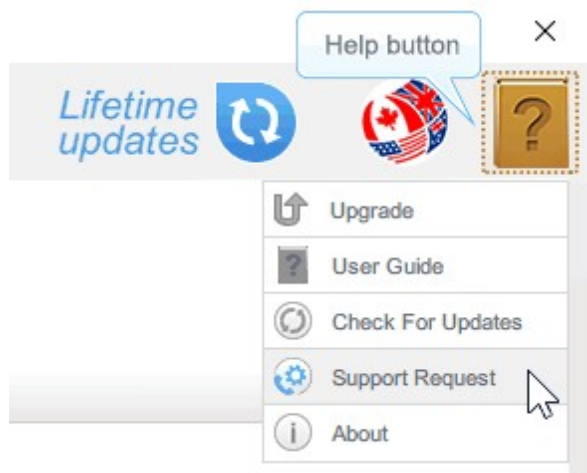 Help button
Lifetime
updates
?
Upgrade
? User Guide
Check For Updates
Support Request
i About